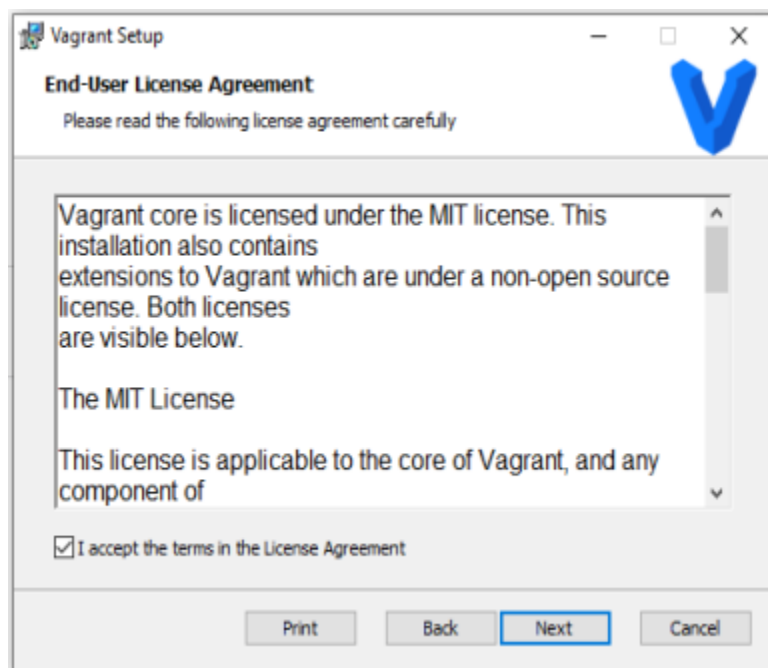 Vagrant Setup
End-User License Agreement
Please read the following license agreement carefully
Vagrant core is licensed under the MIT license. This
installation also contains
extensions to Vagrant which are under a non-open source
license. Both licenses
are visible below.
The MIT License
This license is applicable to the core of Vagrant, and any
component of
I accept the terms in the License Agreement
Print Back Next Cancel